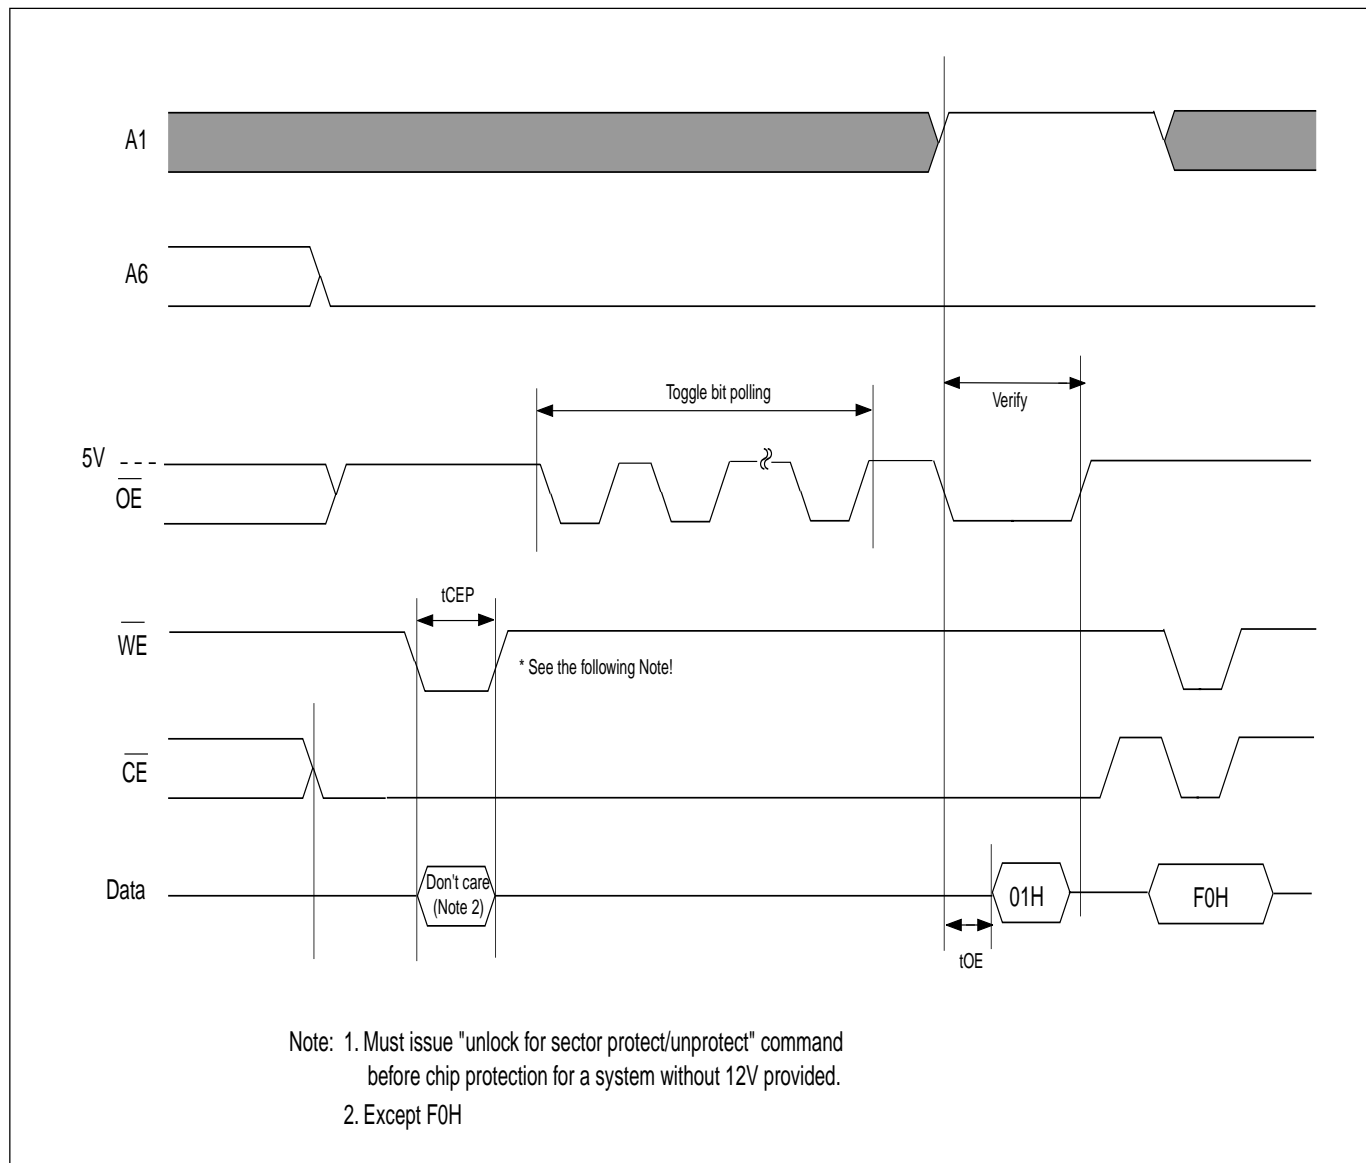 A1
A6
Toggle bit polling
Verify
5V
OE
tCEP
WE
* See the following Note!
CE
Data
Don't care
(Note 2)
01H
F0H
tOE
Note: 1. Must issue "unlock for sector protect/unprotect" command
before chip protection for a system without 12V provided.
2. Except F0H